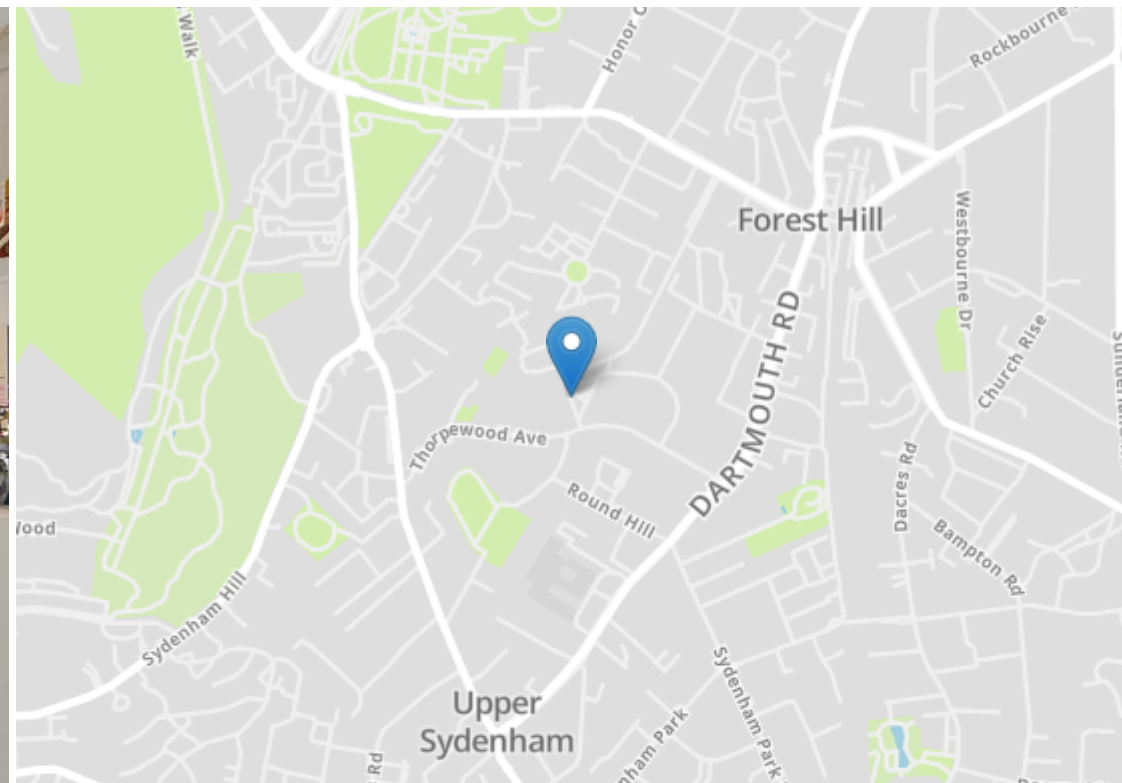 Walk
Honor
Rockbourne
Forest Hill
Westbourne Dr
Church Rise
DARTMOUTH RD
Thorpewood Ave
Round Hill
Dacres Rd
Bampton Rd
Wood
Sydenham Hill
Upper
Sydenham
Sydenham Park
Rd